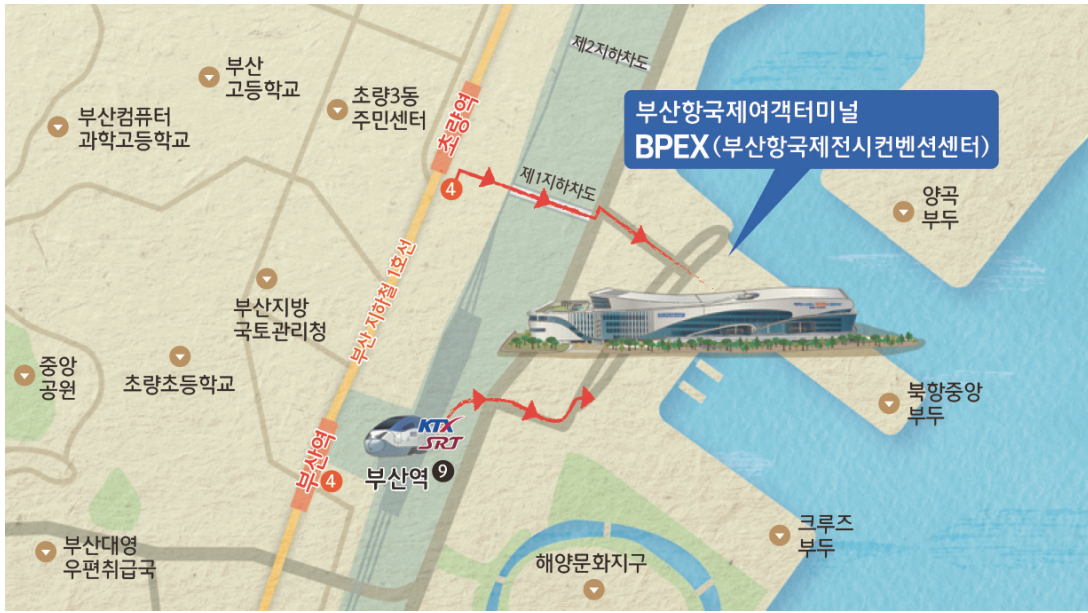 제2지하차도
부산
고등학교
초량3동
주민센터
부산컴퓨터
과학고등학교
초량역
4
제1지하차도
부산항국제여객터미널
BPEX (부산항국제전시컨벤션센터)
양곡
부두
부산 지하철 1호선
부산지방
국토관리청
중앙
공원
초량초등학교
북항중앙
부두
KTX
SRT
부산역
4
부산역 9
크루즈
부두
부산대영
우편취급국
해양문화지구